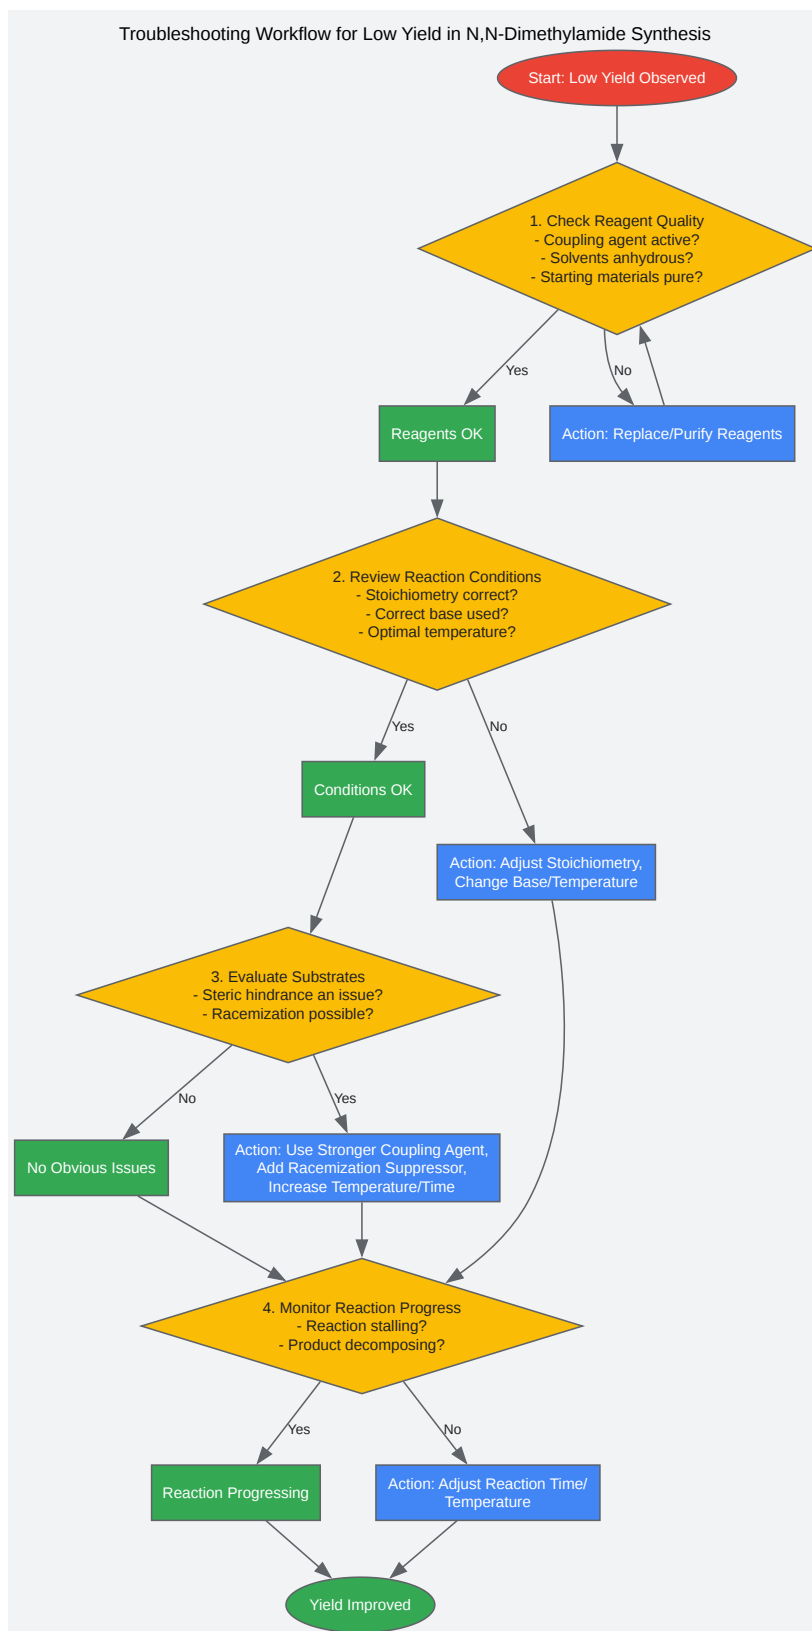 Troubleshooting Workflow for Low Yield in N,N-Dimethylamide Synthesis
Start: Low Yield Observed
1. Check Reagent Quality
- Coupling agent active?
- Solvents anhydrous?
- Starting materials pure?
Yes
No
Reagents OK
Action: Replace/Purify Reagents
2. Review Reaction Conditions
- Stoichiometry correct?
- Correct base used?
- Optimal temperature?
Yes
No
Conditions OK
Action: Adjust Stoichiometry,
Change Base/Temperature
3. Evaluate Substrates
- Steric hindrance an issue?
- Racemization possible?
No
Yes
No Obvious Issues
Action: Use Stronger Coupling Agent,
Add Racemization Suppressor,
Increase Temperature/Time
4. Monitor Reaction Progress
- Reaction stalling?
- Product decomposing?
Yes
No
Reaction Progressing
Action: Adjust Reaction Time/
Temperature
Yield Improved